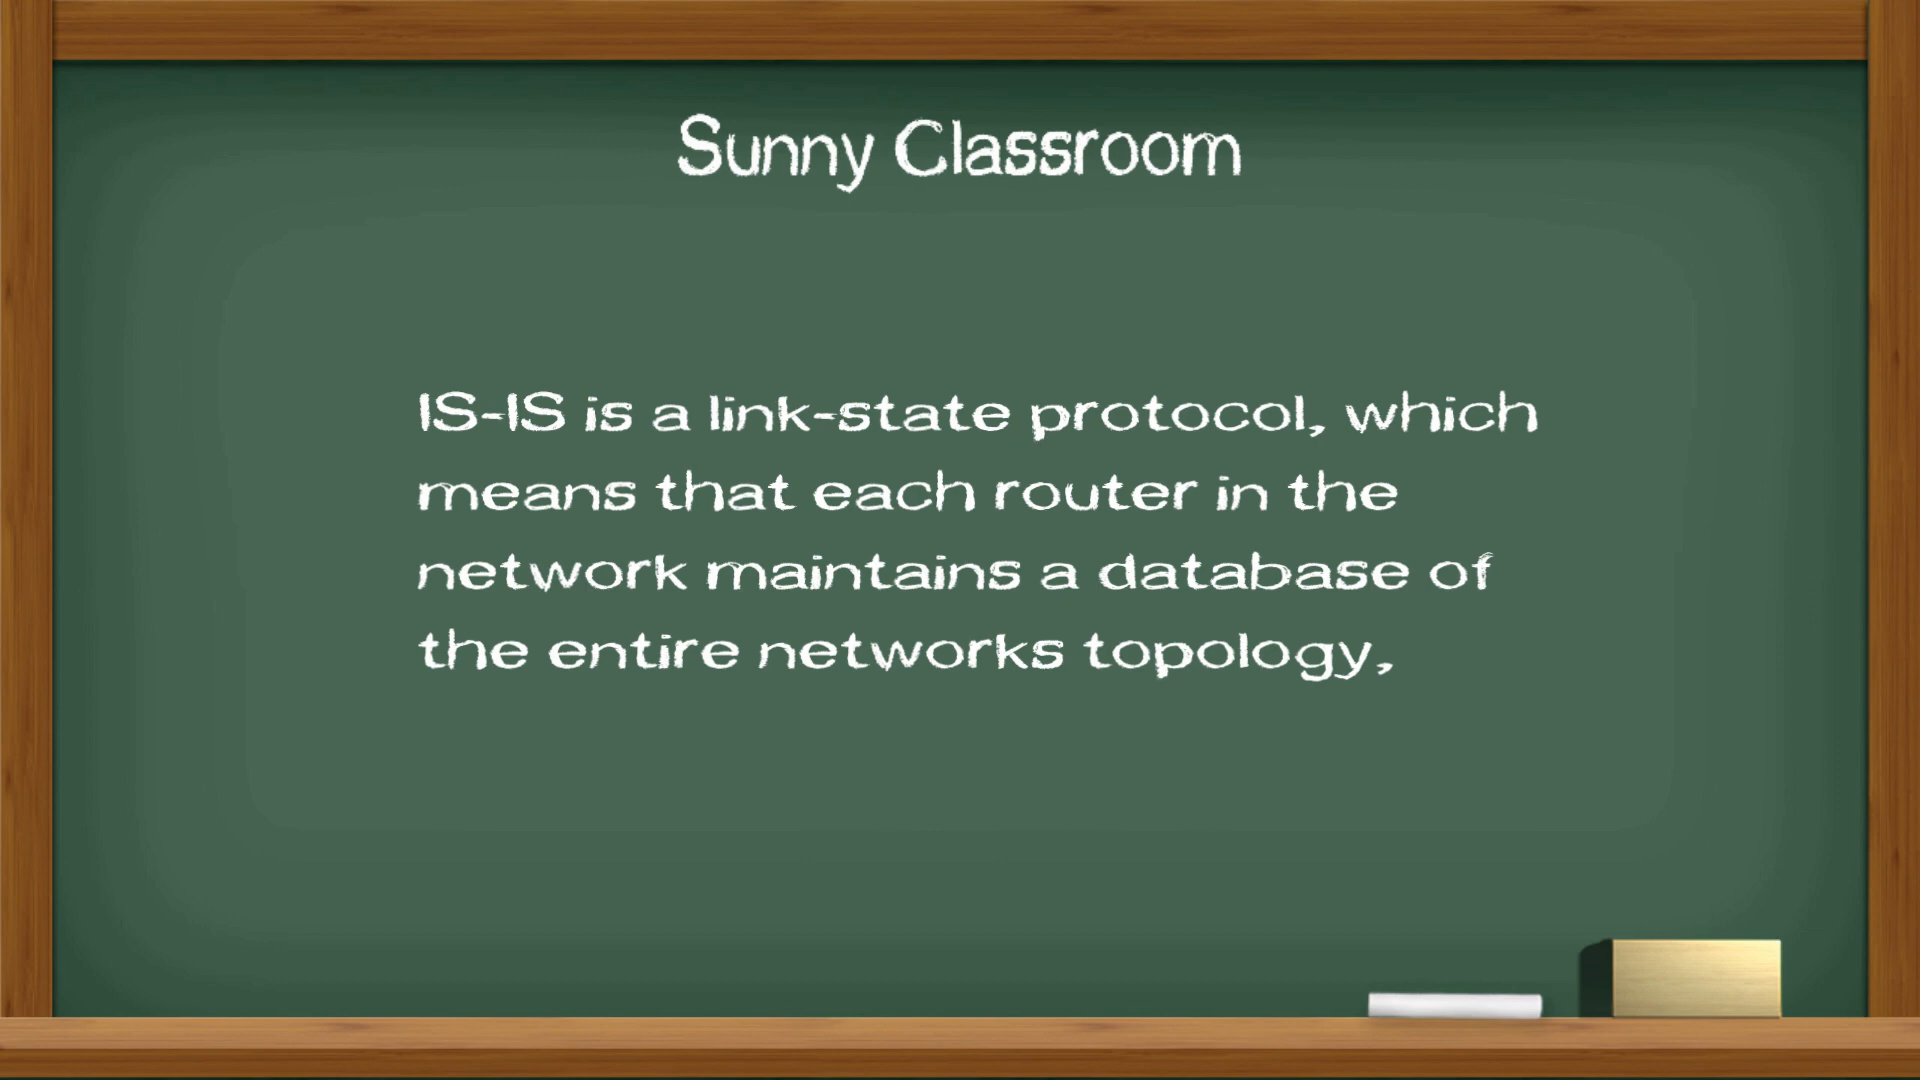 Sunny Classroom
IS-IS is a link-state protocol, which
means that each router in the
network maintains a database of
the entire networks topology,